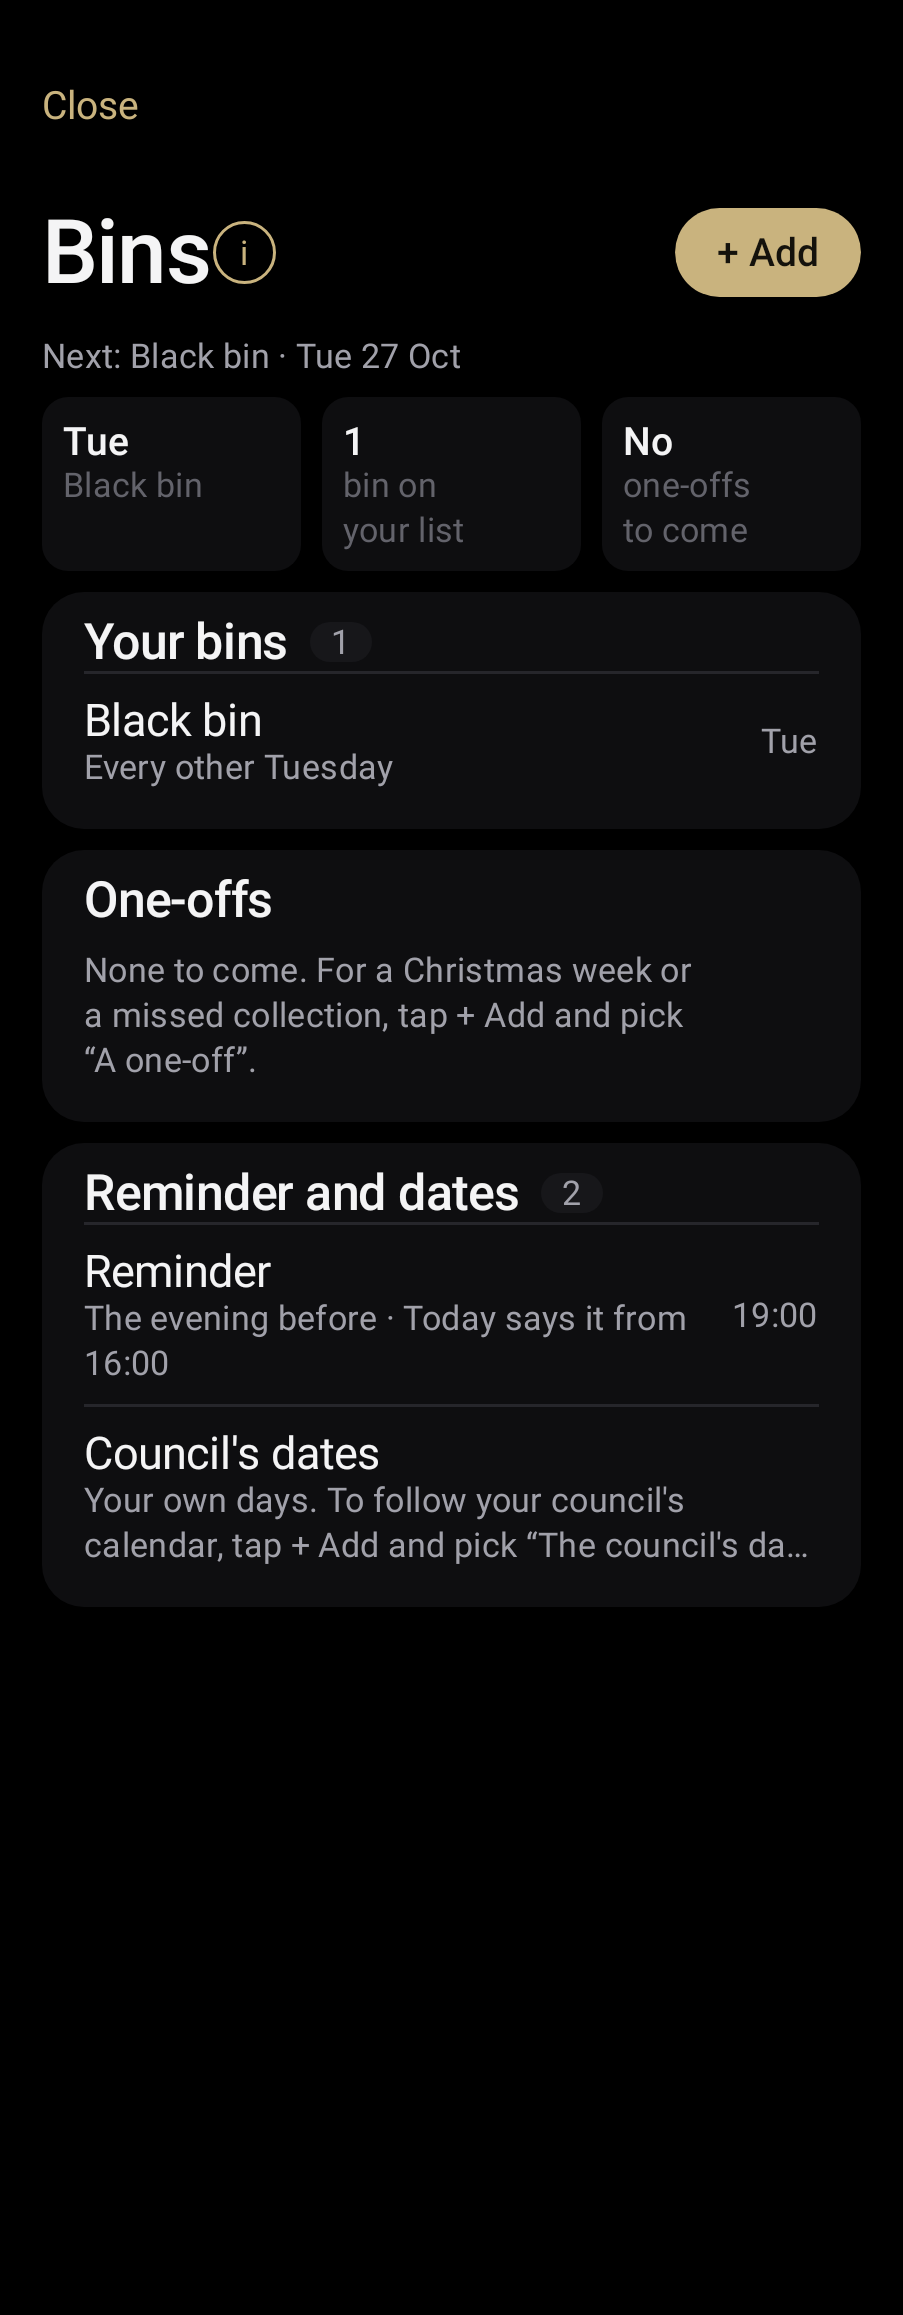 Close
Bins i
+ Add
Next: Black bin · Tue 27 Oct
Tue
Black bin
1
bin on
your list
No
one-offs
to come
Your bins 1
Black bin
Every other Tuesday
Tue
One-offs
None to come. For a Christmas week or
a missed collection, tap + Add and pick
“A one-off”.
Reminder and dates 2
Reminder
The evening before · Today says it from
16:00
19:00
Council's dates
Your own days. To follow your council's
calendar, tap + Add and pick “The council's da…